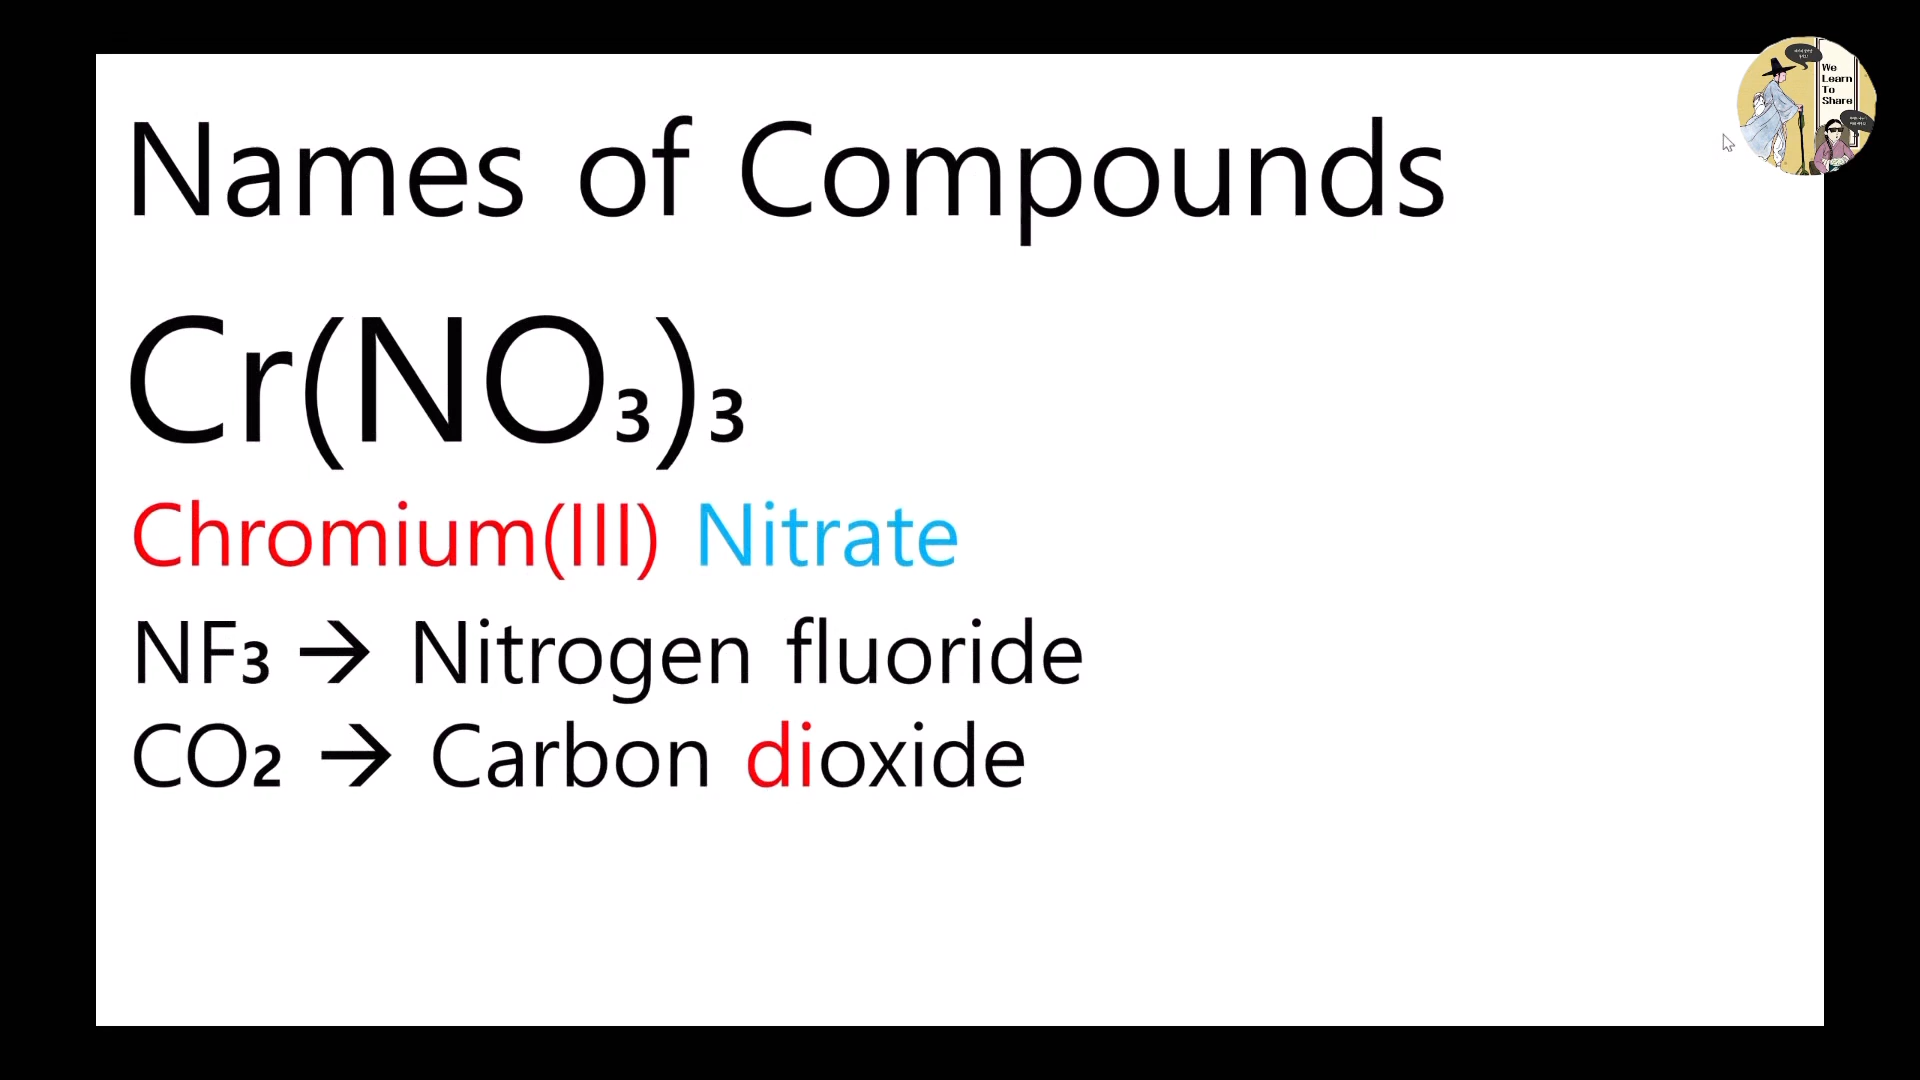 Names of Compounds
Cr(NO₃)₃
Chromium(III) Nitrate
NF₃ → Nitrogen fluoride
CO₂ → Carbon dioxide
We
Learn
To
Share